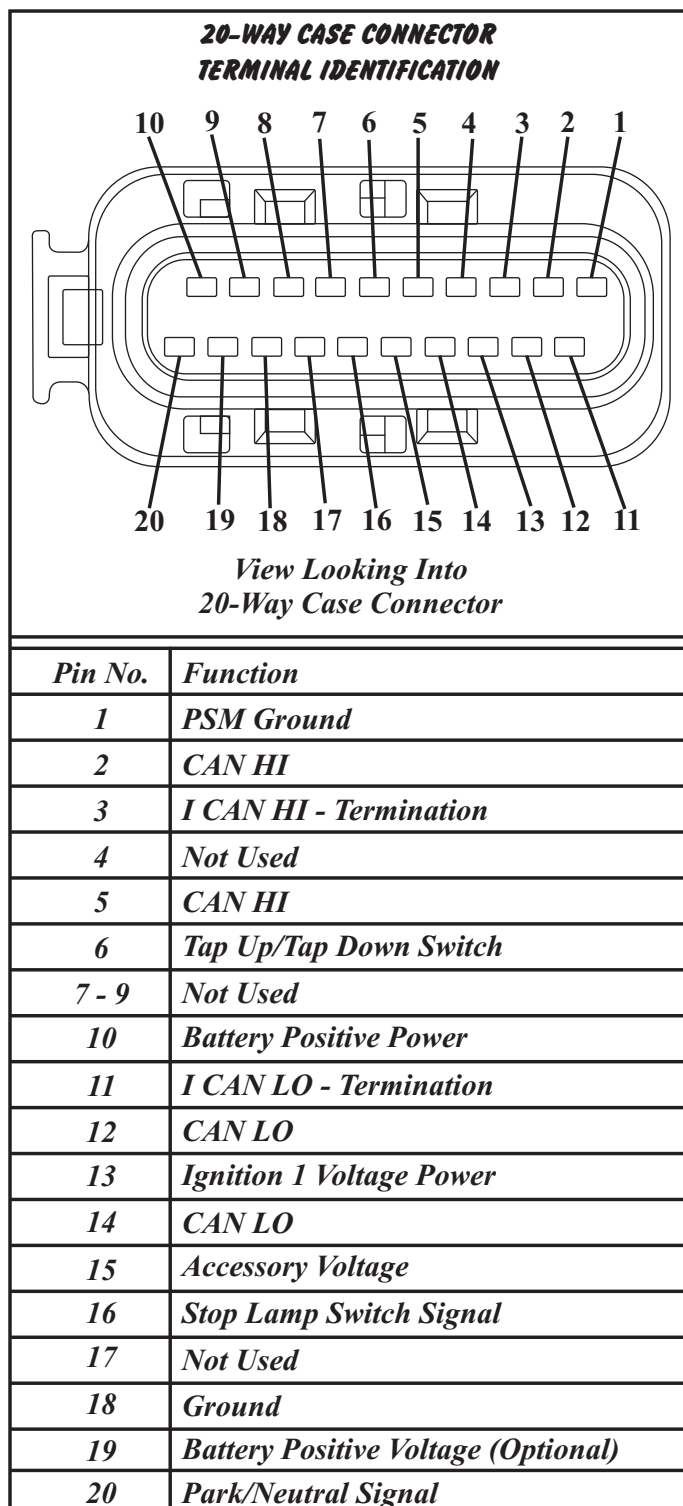 20-WAY CASE CONNECTOR
TERMINAL IDENTIFICATION
10 9 8 7 6 5 4 3 2 1
20 19 18 17 16 15 14 13 12 11
View Looking Into
20-Way Case Connector
Pin No. Function
1 PSM Ground
2 CAN HI
3 I CAN HI - Termination
4 Not Used
5 CAN HI
6 Tap Up/Tap Down Switch
7 - 9 Not Used
10 Battery Positive Power
11 I CAN LO - Termination
12 CAN LO
13 Ignition 1 Voltage Power
14 CAN LO
15 Accessory Voltage
16 Stop Lamp Switch Signal
17 Not Used
18 Ground
19 Battery Positive Voltage (Optional)
20 Park/Neutral Signal